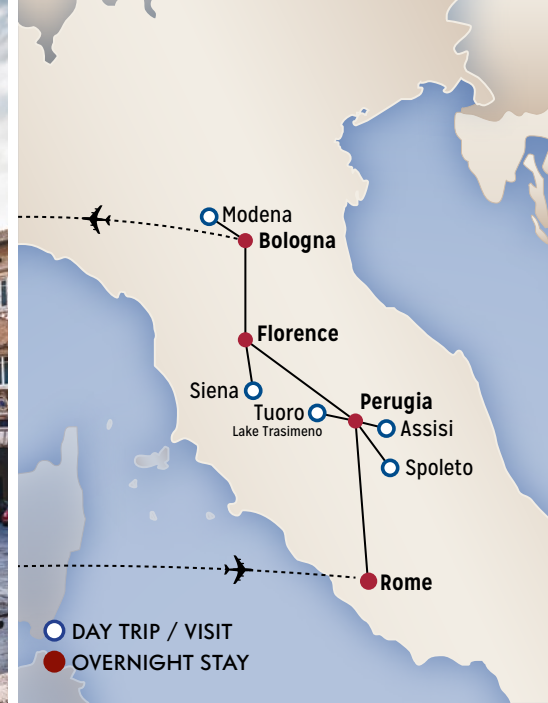 Modena
Bologna
Florence
Siena
Perugia
Tuoro
Lake Trasimeno
Assisi
Spoleto
Rome
DAY TRIP / VISIT
OVERNIGHT STAY